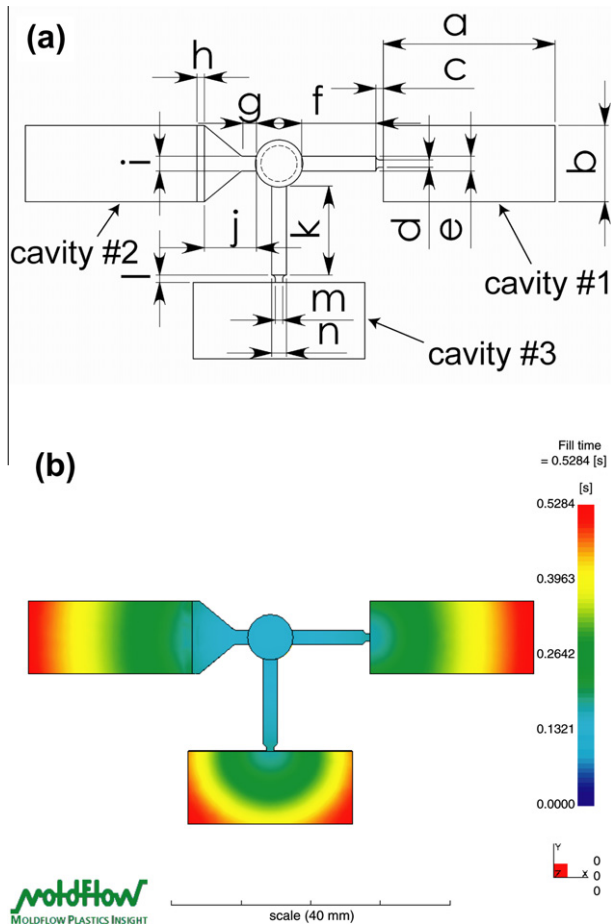 (a)
a
h
c
g
f
i
b
j
k
d
e
cavity #2
l
cavity #1
m
n
cavity #3
(b)
Fill time
= 0.5284 [s]
[s]
0.5284
0.3963
0.2642
0.1321
0.0000
Y
Z X
0
0
0
moldflow
MOLDFLOW PLASTICS INSIGHT
scale (40 mm)